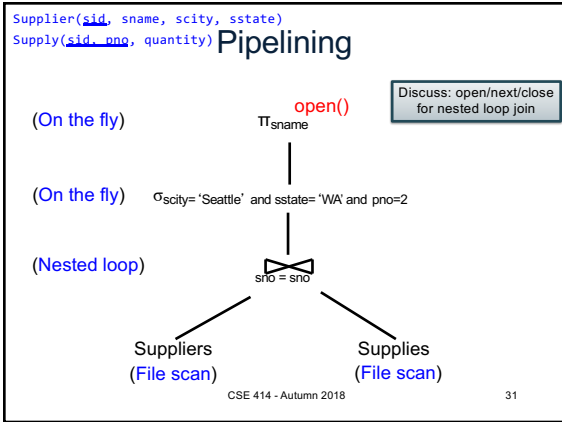 Supplier(sid, sname, scity, sstate)
Supply(sid, pno, quantity)
Pipelining
Discuss: open/next/close
for nested loop join
open()
(On the fly)
πsname
(On the fly)
σscity= ‘Seattle’ and sstate= ‘WA’ and pno=2
(Nested loop)
sno = sno
Suppliers
(File scan)
Supplies
(File scan)
CSE 414 - Autumn 2018
31